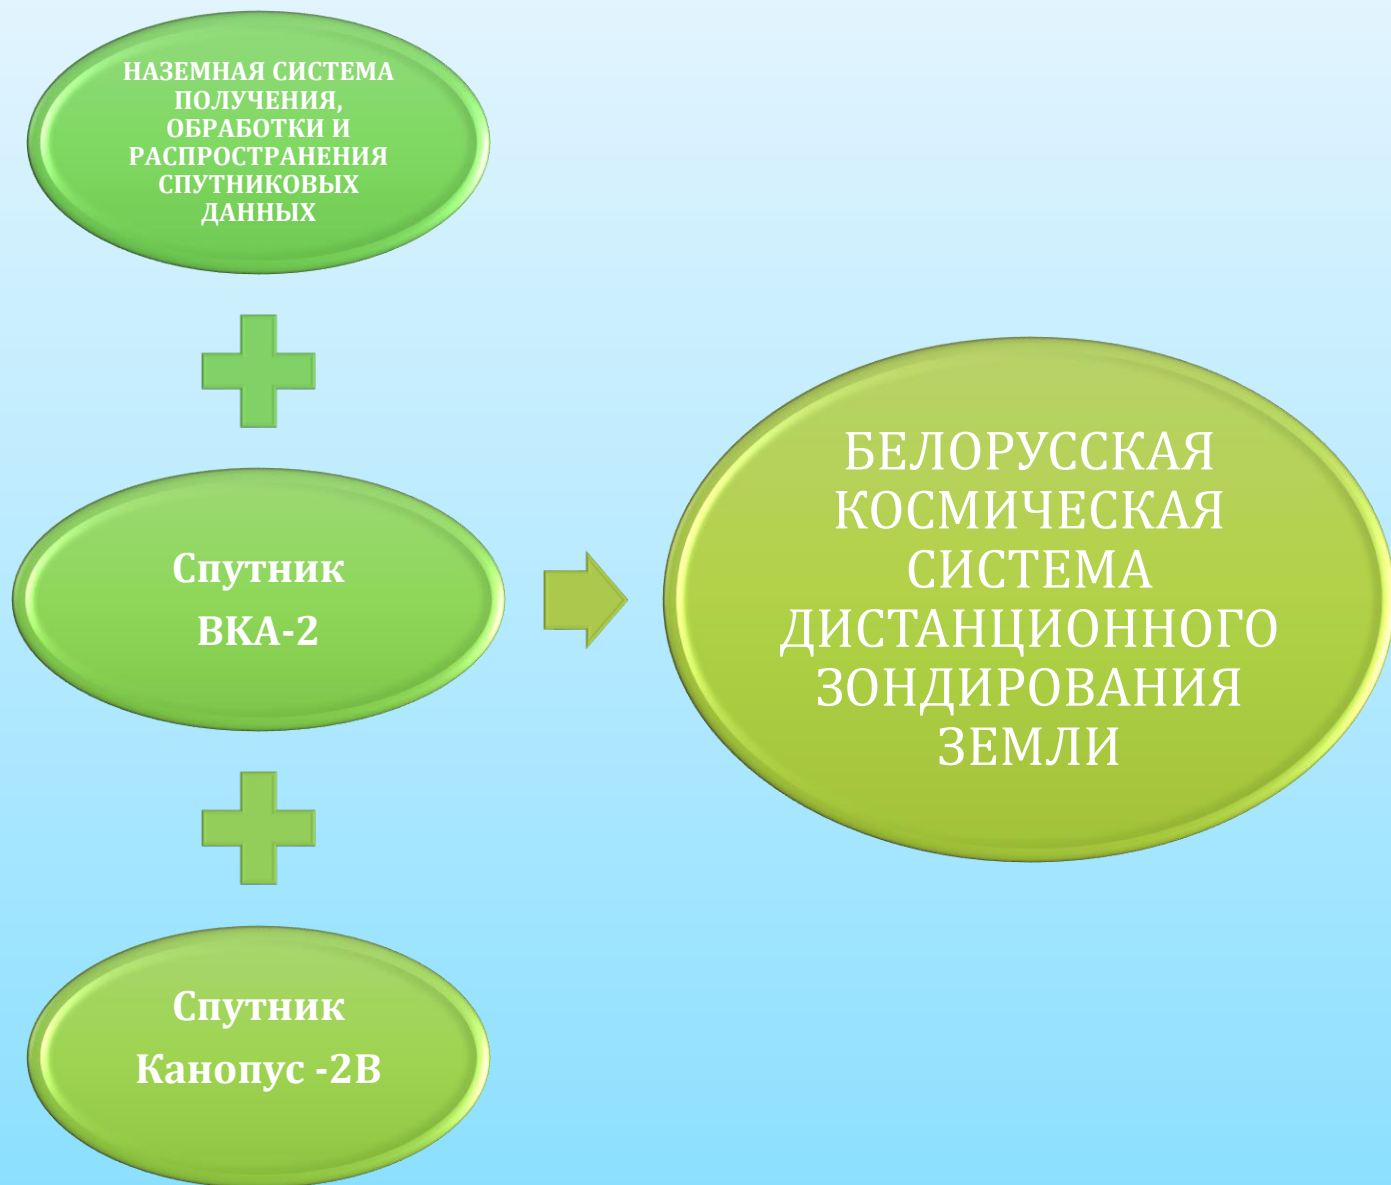 НАЗЕМНАЯ СИСТЕМА
ПОЛУЧЕНИЯ,
ОБРАБОТКИ И
РАСПРОСТРАНЕНИЯ
СПУТНИКОВЫХ
ДАННЫХ
Спутник
ВКА-2
Спутник
Канопус -2В
БЕЛОРУССКАЯ
КОСМИЧЕСКАЯ
СИСТЕМА
ДИСТАНЦИОННОГО
ЗОНДИРОВАНИЯ
ЗЕМЛИ